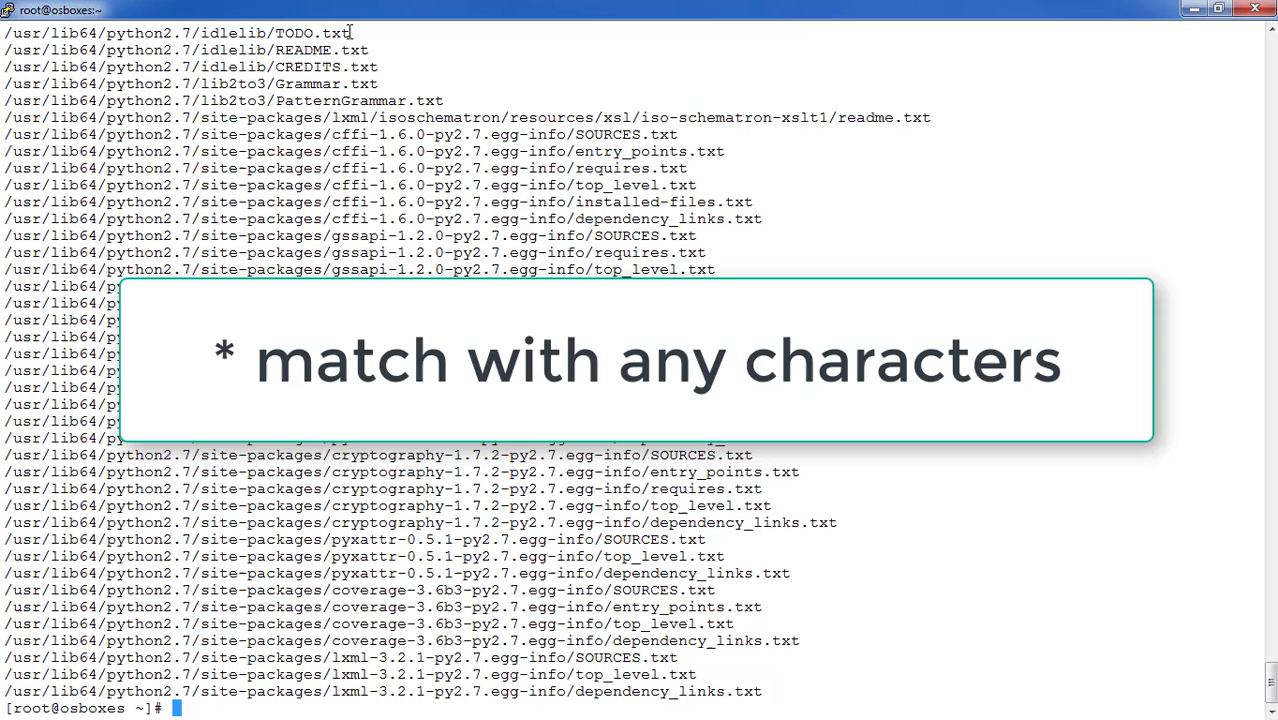 root@osboxes:~
/usr/lib64/python2.7/idlelib/TODO.txt
/usr/lib64/python2.7/idlelib/README.txt
/usr/lib64/python2.7/idlelib/CREDITS.txt
/usr/lib64/python2.7/lib2to3/Grammar.txt
/usr/lib64/python2.7/lib2to3/PatternGrammar.txt
/usr/lib64/python2.7/site-packages/lxml/isoschematron/resources/xsl/iso-schematron-xslt1/readme.txt
/usr/lib64/python2.7/site-packages/cffi-1.6.0-py2.7.egg-info/SOURCES.txt
/usr/lib64/python2.7/site-packages/cffi-1.6.0-py2.7.egg-info/entry_points.txt
/usr/lib64/python2.7/site-packages/cffi-1.6.0-py2.7.egg-info/requires.txt
/usr/lib64/python2.7/site-packages/cffi-1.6.0-py2.7.egg-info/top_level.txt
/usr/lib64/python2.7/site-packages/cffi-1.6.0-py2.7.egg-info/installed-files.txt
/usr/lib64/python2.7/site-packages/cffi-1.6.0-py2.7.egg-info/dependency_links.txt
/usr/lib64/python2.7/site-packages/gssapi-1.2.0-py2.7.egg-info/SOURCES.txt
/usr/lib64/python2.7/site-packages/gssapi-1.2.0-py2.7.egg-info/requires.txt
/usr/lib64/python2.7/site-packages/gssapi-1.2.0-py2.7.egg-info/top_level.txt
* match with any characters
/usr/lib64/python2.7/site-packages/cryptography-1.7.2-py2.7.egg-info/SOURCES.txt
/usr/lib64/python2.7/site-packages/cryptography-1.7.2-py2.7.egg-info/entry_points.txt
/usr/lib64/python2.7/site-packages/cryptography-1.7.2-py2.7.egg-info/requires.txt
/usr/lib64/python2.7/site-packages/cryptography-1.7.2-py2.7.egg-info/top_level.txt
/usr/lib64/python2.7/site-packages/cryptography-1.7.2-py2.7.egg-info/dependency_links.txt
/usr/lib64/python2.7/site-packages/pyxattr-0.5.1-py2.7.egg-info/SOURCES.txt
/usr/lib64/python2.7/site-packages/pyxattr-0.5.1-py2.7.egg-info/top_level.txt
/usr/lib64/python2.7/site-packages/pyxattr-0.5.1-py2.7.egg-info/dependency_links.txt
/usr/lib64/python2.7/site-packages/coverage-3.6b3-py2.7.egg-info/SOURCES.txt
/usr/lib64/python2.7/site-packages/coverage-3.6b3-py2.7.egg-info/entry_points.txt
/usr/lib64/python2.7/site-packages/coverage-3.6b3-py2.7.egg-info/top_level.txt
/usr/lib64/python2.7/site-packages/coverage-3.6b3-py2.7.egg-info/dependency_links.txt
/usr/lib64/python2.7/site-packages/lxml-3.2.1-py2.7.egg-info/SOURCES.txt
/usr/lib64/python2.7/site-packages/lxml-3.2.1-py2.7.egg-info/top_level.txt
/usr/lib64/python2.7/site-packages/lxml-3.2.1-py2.7.egg-info/dependency_links.txt
[root@osboxes ~]#